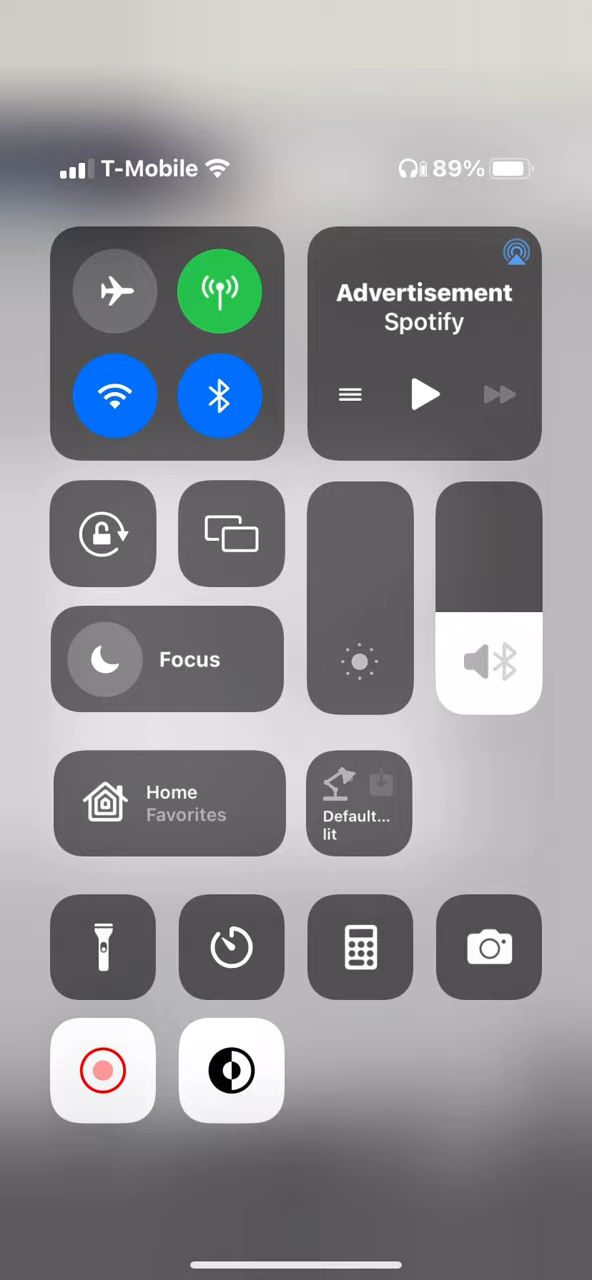 T-Mobile 89%
Advertisement
Spotify
Focus
Home
Favorites
Default...
lit